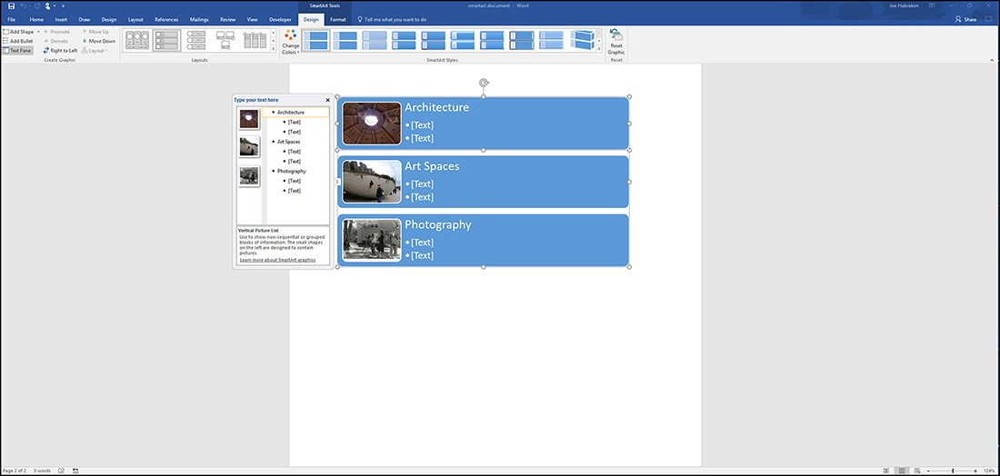 SmartArt Tools
smartart document - Word
Joe Habraken
File Home Insert Draw Design Layout References Mailings Review View Developer Design Format Tell me what you want to do Share
Add Shape Promote Move Up
Add Bullet Demote Move Down
Text Pane Right to Left Layout
Create Graphic
Layouts
Change
Colors
SmartArt Styles
Reset
Graphic
Reset
Type your text here
• Architecture
• [Text]
• [Text]
• Art Spaces
• [Text]
• [Text]
• Photography
• [Text]
• [Text]
Vertical Picture List
Use to show non-sequential or grouped
blocks of information. The small shapes
on the left are designed to contain
pictures.
Learn more about SmartArt graphics
Architecture
• [Text]
• [Text]
Art Spaces
• [Text]
• [Text]
Photography
• [Text]
• [Text]
Page 2 of 2 0 words
124%